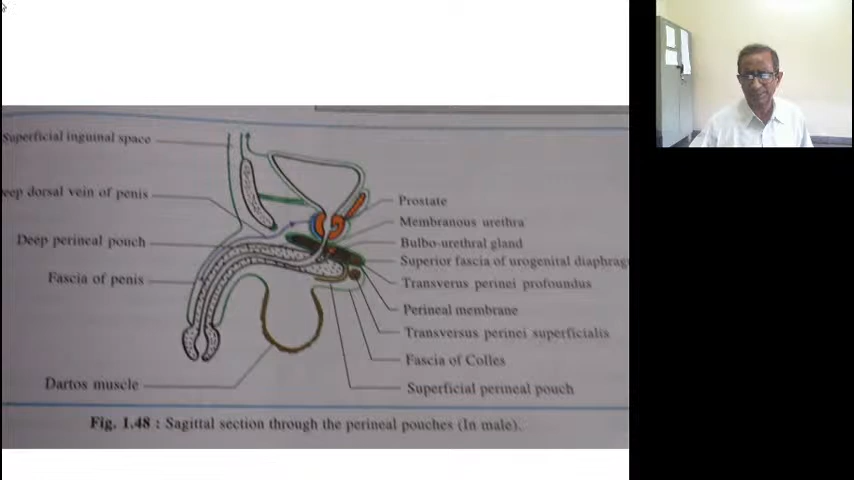 Superficial inguinal space
eep dorsal vein of penis
Deep perineal pouch
Fascia of penis
Dartos muscle
Prostate
Membranous urethra
Bulbo-urethral gland
Superior fascia of urogenital diaphrag
Transverus perinei profoundus
Perineal membrane
Transversus perinei superficialis
Fascia of Colles
Superficial perineal pouch
Fig. 1.48 : Sagittal section through the perineal pouches (In male).